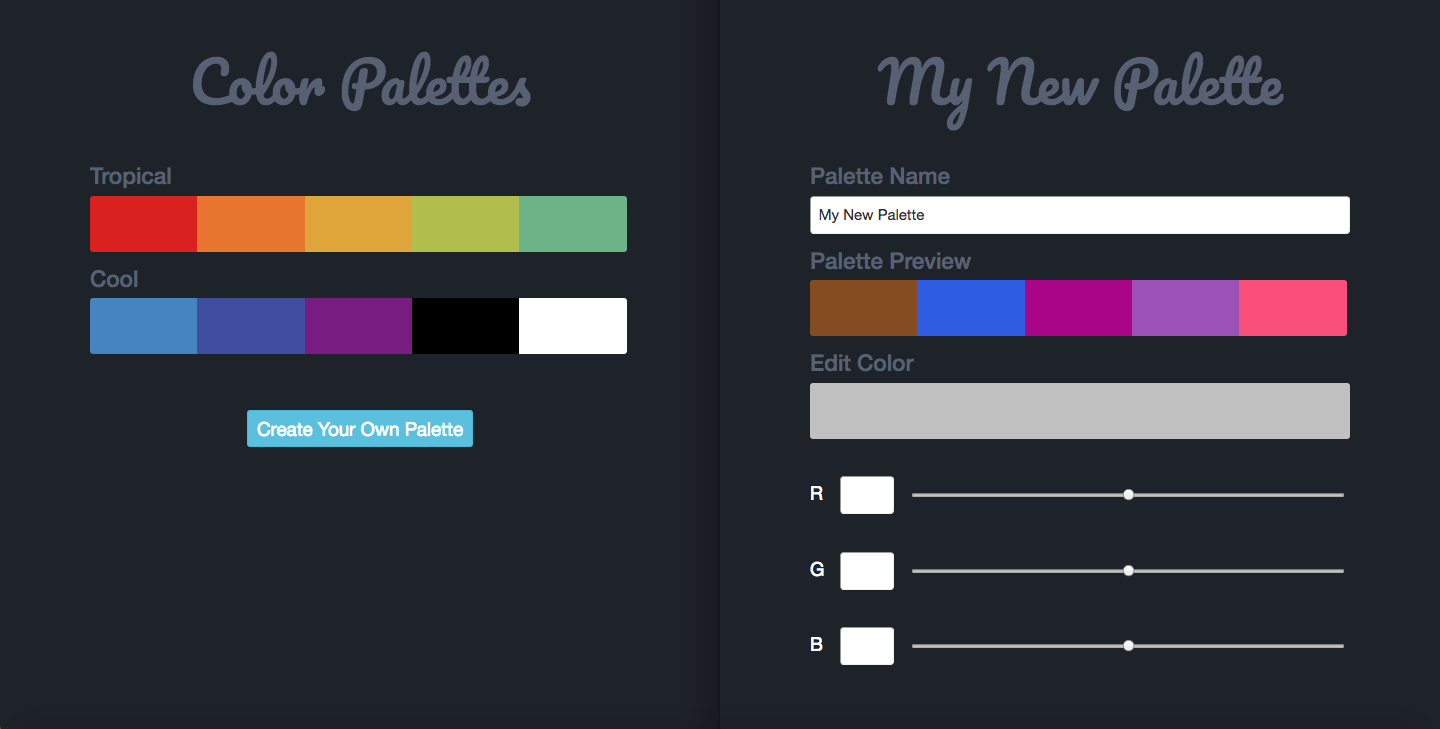 Color Palettes
Tropical
Cool
Create Your Own Palette
My New Palette
Palette Name
My New Palette
Palette Preview
Edit Color
R
G
B